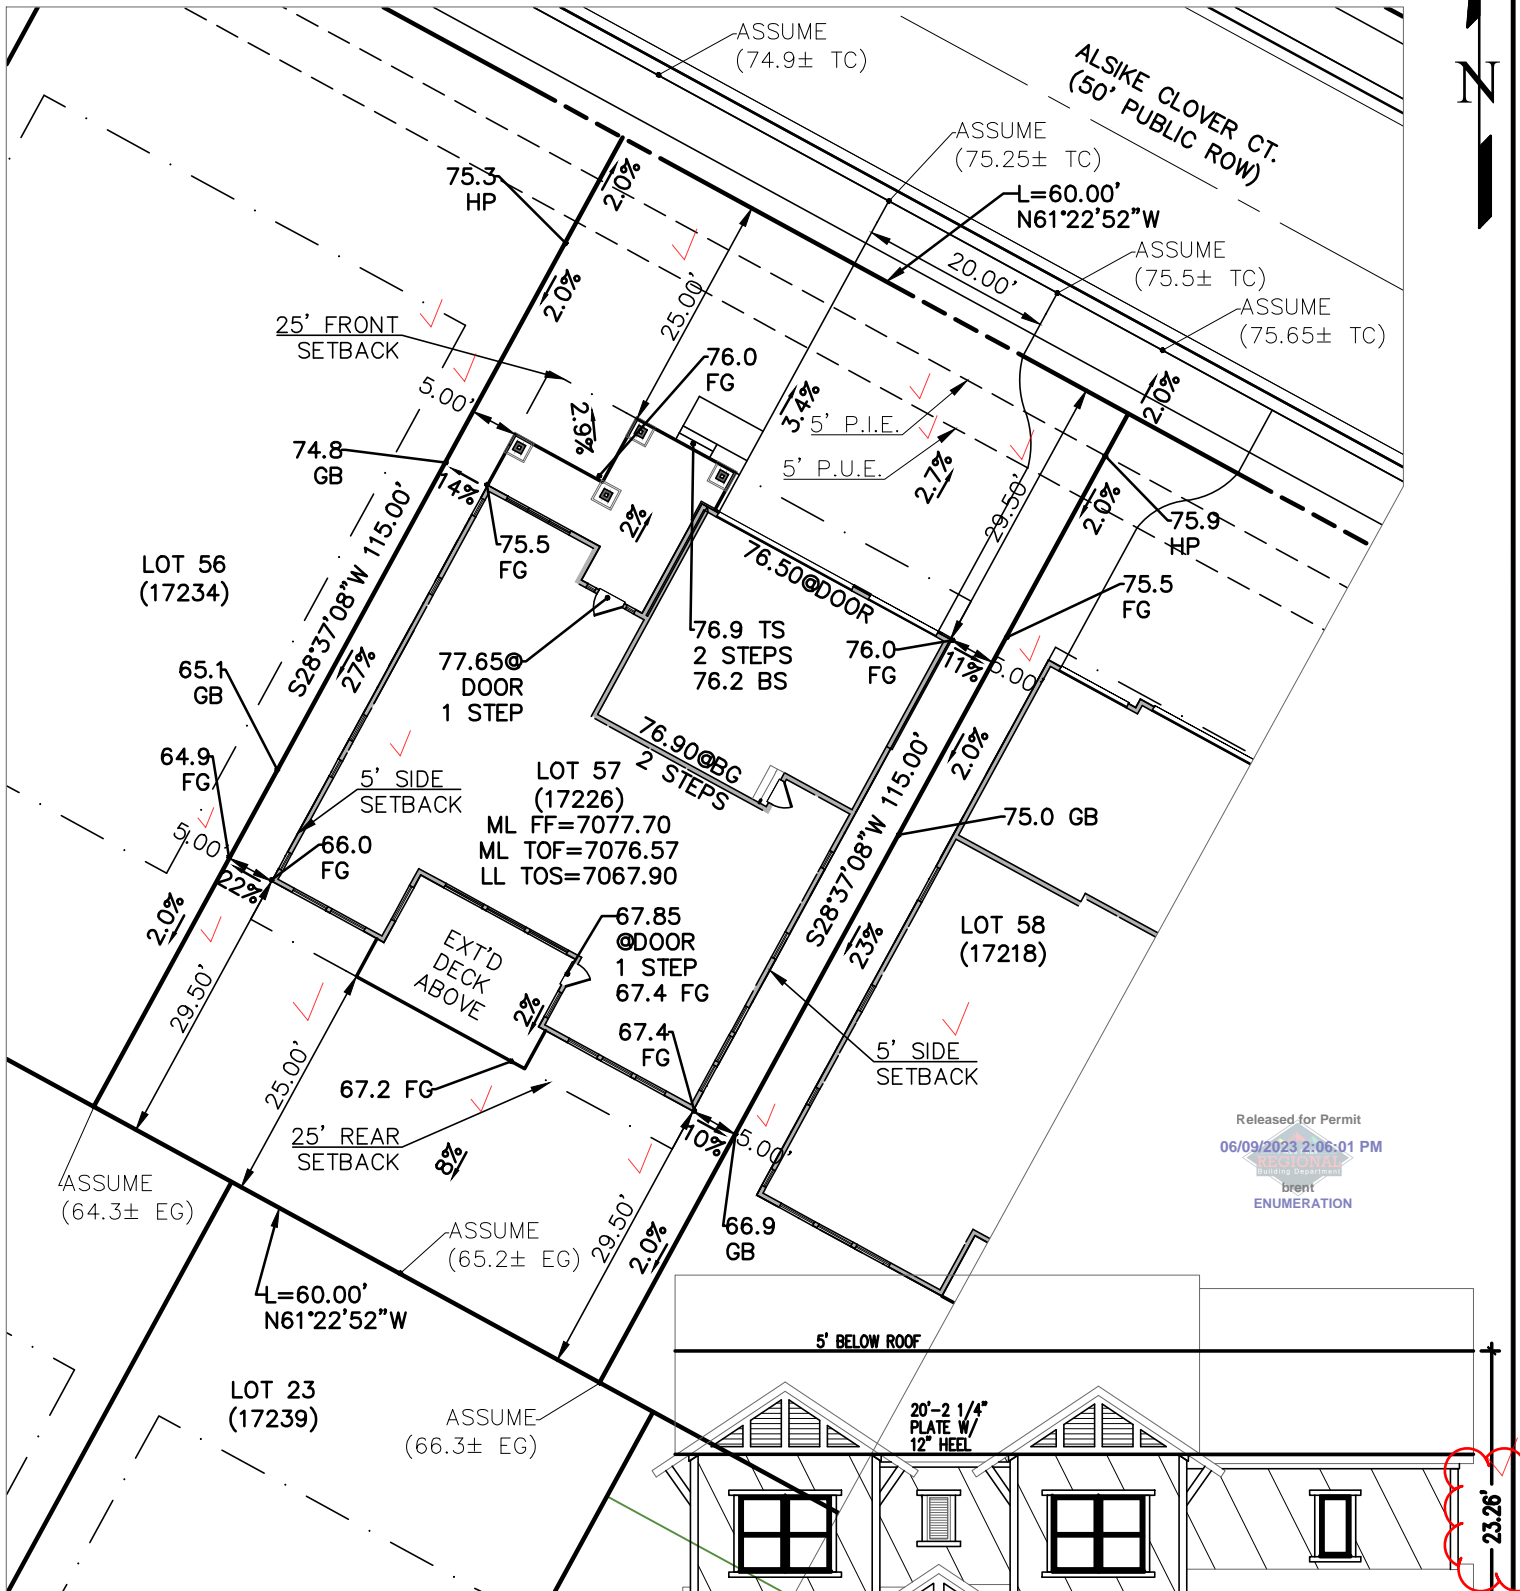 ASSUME
(74.9± TC)
ALSIKE CLOVER CT.
(50' PUBLIC ROW)
N
ASSUME
(75.25± TC)
L=60.00'
N61°22'52"W
75.3
HP
2.0%
2.0%
ASSUME
(75.5± TC)
20.00'
ASSUME
(75.65± TC)
25' FRONT
SETBACK
25.00'
5.00'
76.0
FG
3.4%
5' P.I.E.
5' P.U.E.
2.7%
2.0%
2.9%
74.8
GB
14%
29.50'
2.0%
75.9
HP
LOT 56
(17234)
S28°37'08"W 115.00'
75.5
FG
2%
76.50@DOOR
75.5
FG
76.9 TS
2 STEPS
76.2 BS
76.0
FG
11%
5.00'
65.1
GB
27%
77.65@
DOOR
1 STEP
76.90@BG
2 STEPS
2.0%
64.9
FG
5' SIDE
SETBACK
LOT 57
(17226)
ML FF=7077.70
ML TOF=7076.57
LL TOS=7067.90
75.0 GB
5.00'
66.0
FG
22%
S28°37'08"W 115.00'
2.0%
67.85
@DOOR
1 STEP
67.4 FG
23%
LOT 58
(17218)
EXT'D
DECK
ABOVE
2%
29.50'
67.4
FG
5' SIDE
SETBACK
25.00'
67.2 FG
25' REAR
SETBACK
8%
10%
5.00'
Released for Permit
06/09/2023 2:06:01 PM
REGIONAL
Building Department
brent
ENUMERATION
ASSUME
(64.3± EG)
ASSUME
(65.2± EG)
29.50'
2.0%
66.9
GB
L=60.00'
N61°22'52"W
5' BELOW ROOF
LOT 23
(17239)
ASSUME
(66.3± EG)
20'-2 1/4"
PLATE W/
12" HEEL
23.26'